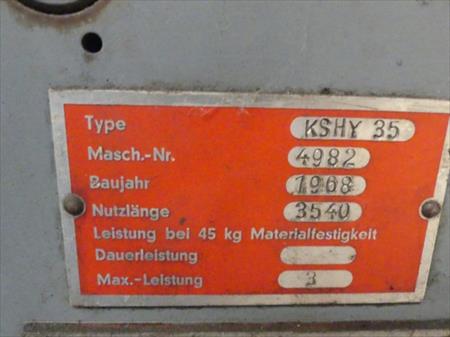 Type KSHY 35
Masch.-Nr. 4982
Baujahr 1968
Nutzlänge 3540
Leistung bei 45 kg Materialfestigkeit
Dauerleistung
Max.-Leistung 3